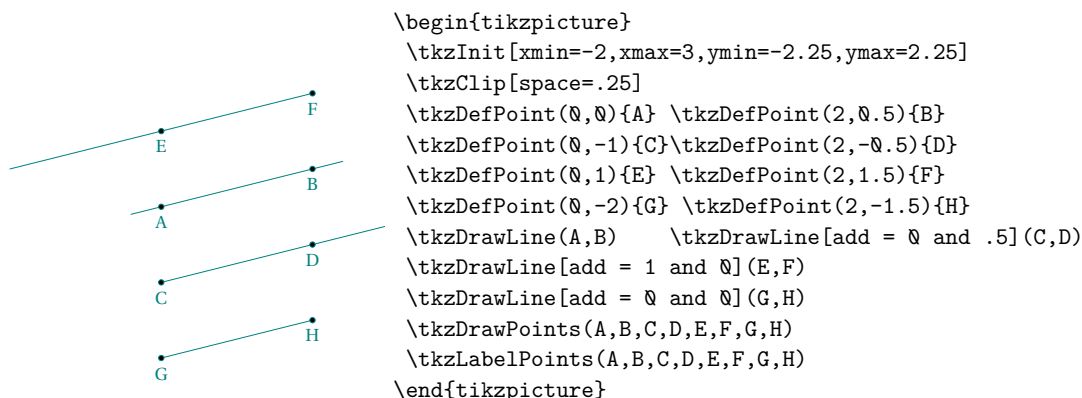 F
E
B
A
D
C
H
G
\begin{tikzpicture}
\tkzInit[xmin=-2,xmax=3,ymin=-2.25,ymax=2.25]
\tkzClip[space=.25]
\tkzDefPoint(0,0){A} \tkzDefPoint(2,0.5){B}
\tkzDefPoint(0,-1){C}\tkzDefPoint(2,-0.5){D}
\tkzDefPoint(0,1){E} \tkzDefPoint(2,1.5){F}
\tkzDefPoint(0,-2){G} \tkzDefPoint(2,-1.5){H}
\tkzDrawLine(A,B)    \tkzDrawLine[add = 0 and .5](C,D)
\tkzDrawLine[add = 1 and 0](E,F)
\tkzDrawLine[add = 0 and 0](G,H)
\tkzDrawPoints(A,B,C,D,E,F,G,H)
\tkzLabelPoints(A,B,C,D,E,F,G,H)
\end{tikzpicture}